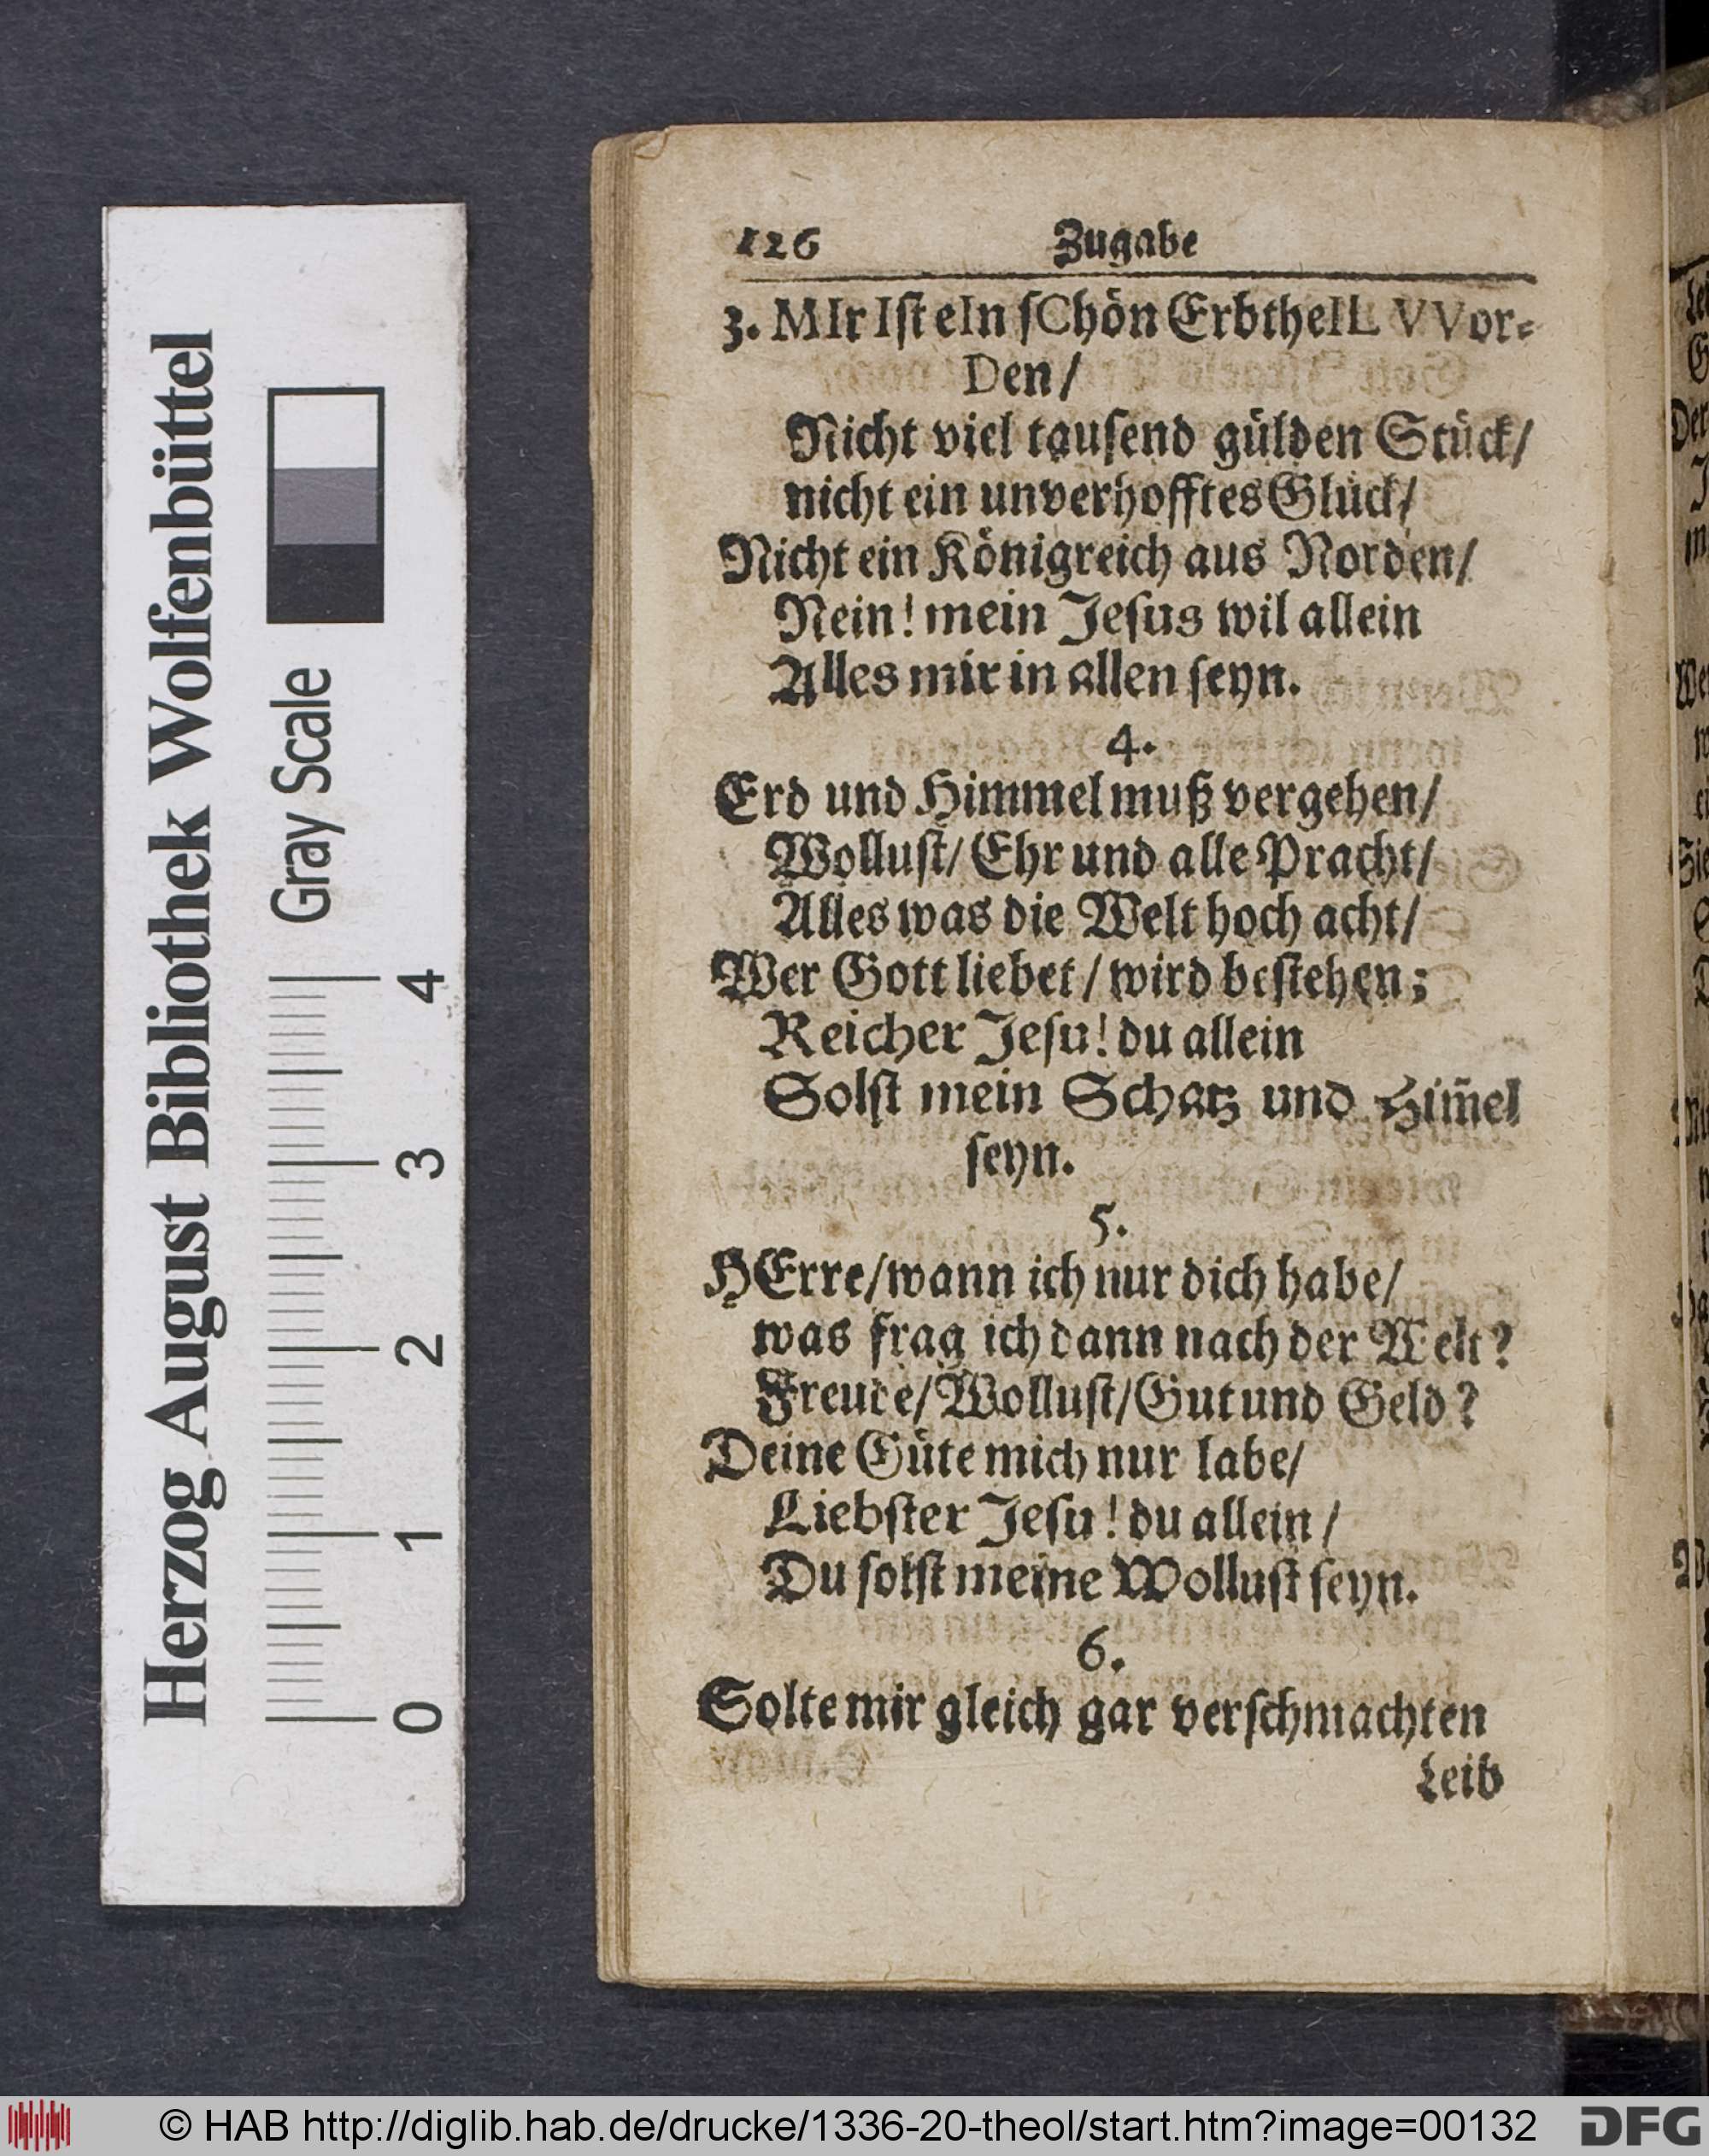 126 Zugabe
3. MIr Iſt eIn ſChön ErbtheIL VVor⸗
Den/
Nicht viel tauſend gülden Stück/
nicht ein unverhofftes Glück/
Nicht ein Königreich aus Norden/
Nein! mein Jeſus wil allein
Alles mir in allen ſeyn.
4.
Erd und Himmel muß vergehen/
Wolluſt/ Ehr und alle Pracht/
Alles was die Welt hoch acht/
Wer Gott liebet / wird beſtehen;
Reicher Jeſu! du allein
Solſt mein Schatz und Him̃el
ſeyn.
5.
HErre/ wann ich nur dich habe/
was frag ich dann nach der Welt?
Freude/ Wolluſt/ Gut und Geld?
Deine Güte mich nur labe/
Liebſter Jeſu! du allein /
Du ſolſt meine Wolluſt ſeyn.
6.
Solte mir gleich gar verſchmachten
Leib
Herzog August Bibliothek Wolfenbüttel
Gray Scale
0 1 2 3 4
© HAB http://diglib.hab.de/drucke/1336-20-theol/start.htm?image=00132
DFG